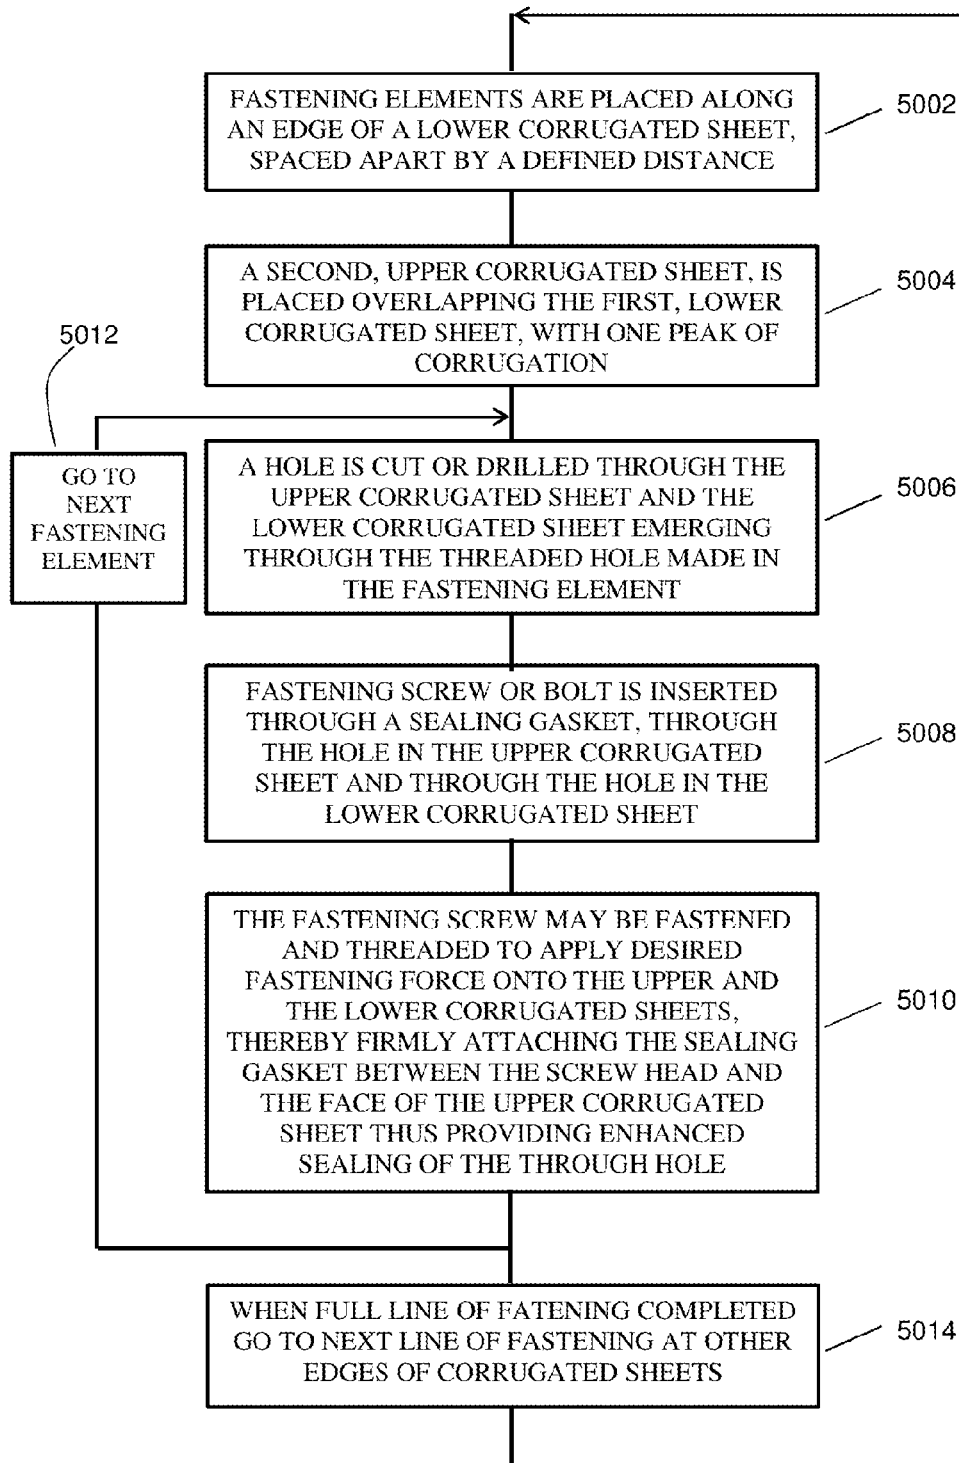 FASTENING ELEMENTS ARE PLACED ALONG
AN EDGE OF A LOWER CORRUGATED SHEET,
SPACED APART BY A DEFINED DISTANCE
5002
A SECOND, UPPER CORRUGATED SHEET, IS
PLACED OVERLAPPING THE FIRST, LOWER
CORRUGATED SHEET, WITH ONE PEAK OF
CORRUGATION
5004
5012
GO TO
NEXT
FASTENING
ELEMENT
A HOLE IS CUT OR DRILLED THROUGH THE
UPPER CORRUGATED SHEET AND THE
LOWER CORRUGATED SHEET EMERGING
THROUGH THE THREADED HOLE MADE IN
THE FASTENING ELEMENT
5006
FASTENING SCREW OR BOLT IS INSERTED
THROUGH A SEALING GASKET, THROUGH
THE HOLE IN THE UPPER CORRUGATED
SHEET AND THROUGH THE HOLE IN THE
LOWER CORRUGATED SHEET
5008
THE FASTENING SCREW MAY BE FASTENED
AND THREADED TO APPLY DESIRED
FASTENING FORCE ONTO THE UPPER AND
THE LOWER CORRUGATED SHEETS,
THEREBY FIRMLY ATTACHING THE SEALING
GASKET BETWEEN THE SCREW HEAD AND
THE FACE OF THE UPPER CORRUGATED
SHEET THUS PROVIDING ENHANCED
SEALING OF THE THROUGH HOLE
5010
WHEN FULL LINE OF FATENING COMPLETED
GO TO NEXT LINE OF FASTENING AT OTHER
EDGES OF CORRUGATED SHEETS
5014